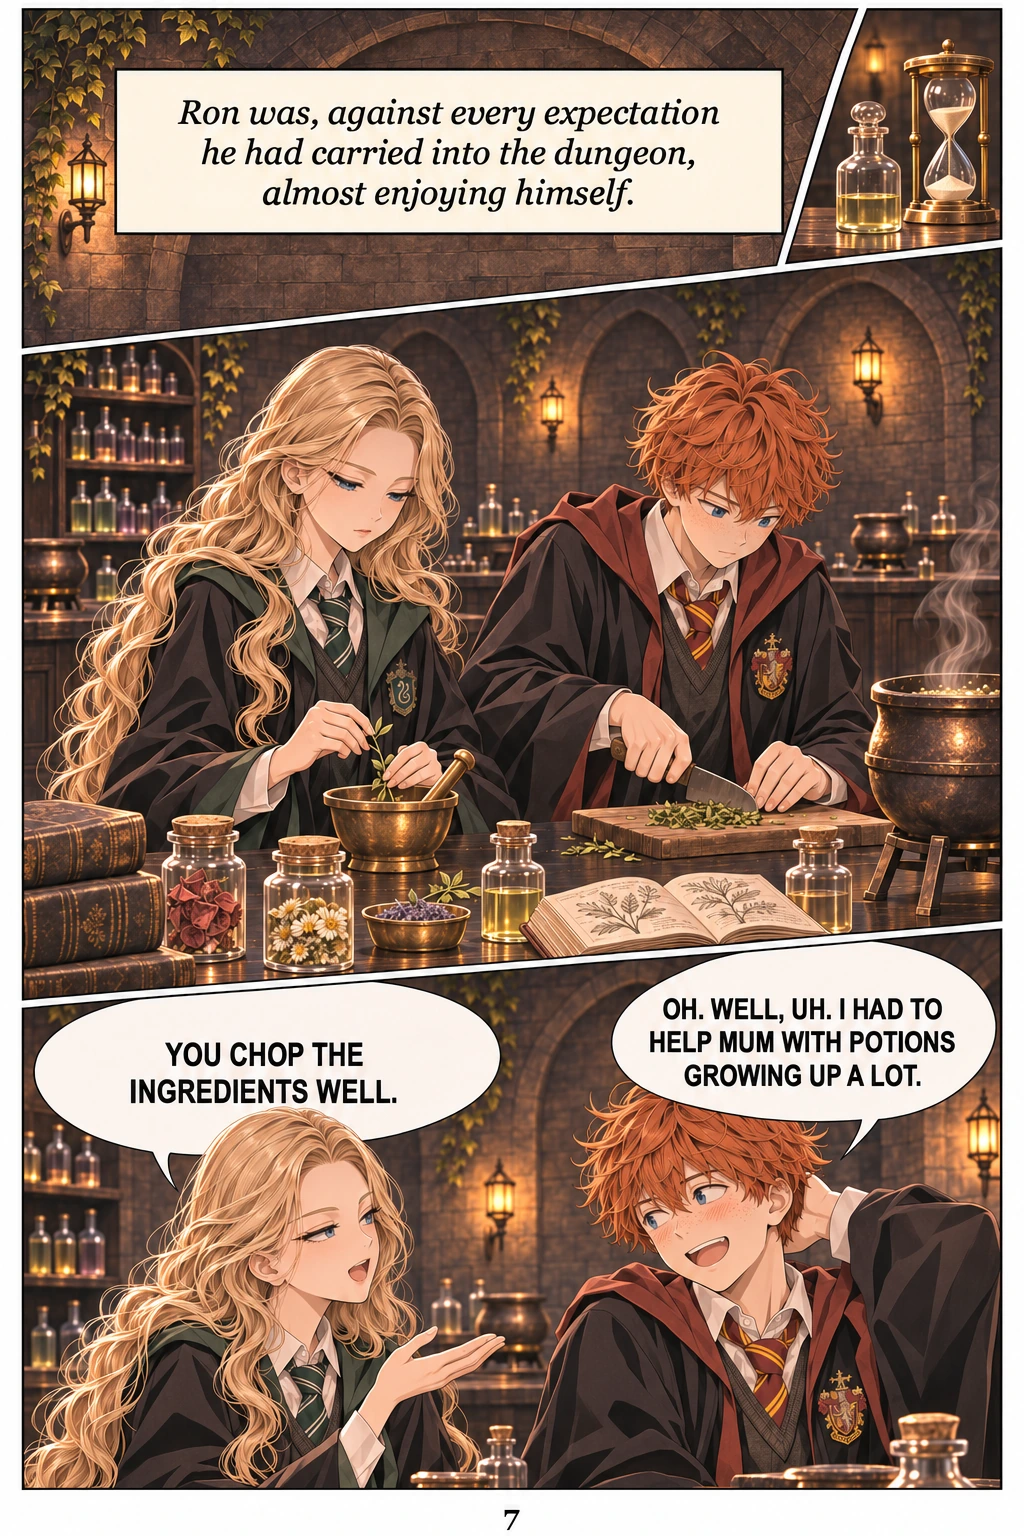 Ron was, against every expectation
he had carried into the dungeon,
almost enjoying himself.
YOU CHOP THE
INGREDIENTS WELL.
OH. WELL, UH. I HAD TO
HELP MUM WITH POTIONS
GROWING UP A LOT.
7